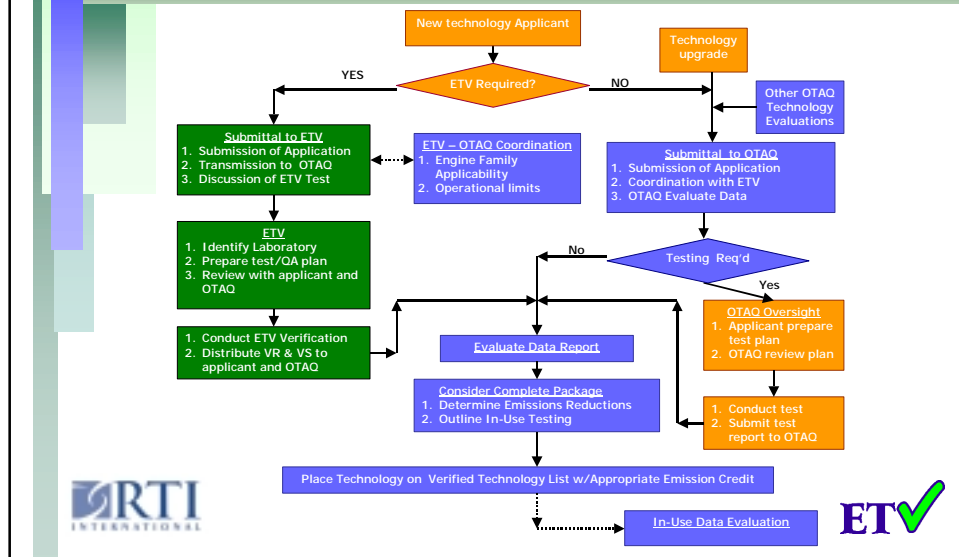 New technology Applicant
Technology
upgrade
YES
ETV Required?
NO
Other OTAQ
Technology
Evaluations
Submittal to ETV
1. Submission of Application
2. Transmission to OTAQ
3. Discussion of ETV Test
ETV – OTAQ Coordination
1. Engine Family
Applicability
2. Operational limits
Submittal to OTAQ
1. Submission of Application
2. Coordination with ETV
3. OTAQ Evaluate Data
ETV
1. Identify Laboratory
2. Prepare test/QA plan
3. Review with applicant and
OTAQ
No
Testing Req'd
Yes
OTAQ Oversight
1. Applicant prepare
test plan
2. OTAQ review plan
1. Conduct ETV Verification
2. Distribute VR & VS to
applicant and OTAQ
Evaluate Data Report
Consider Complete Package
1. Determine Emissions Reductions
2. Outline In-Use Testing
1. Conduct test
2. Submit test
report to OTAQ
Place Technology on Verified Technology List w/Appropriate Emission Credit
In-Use Data Evaluation
RTI
INTERNATIONAL
ETV